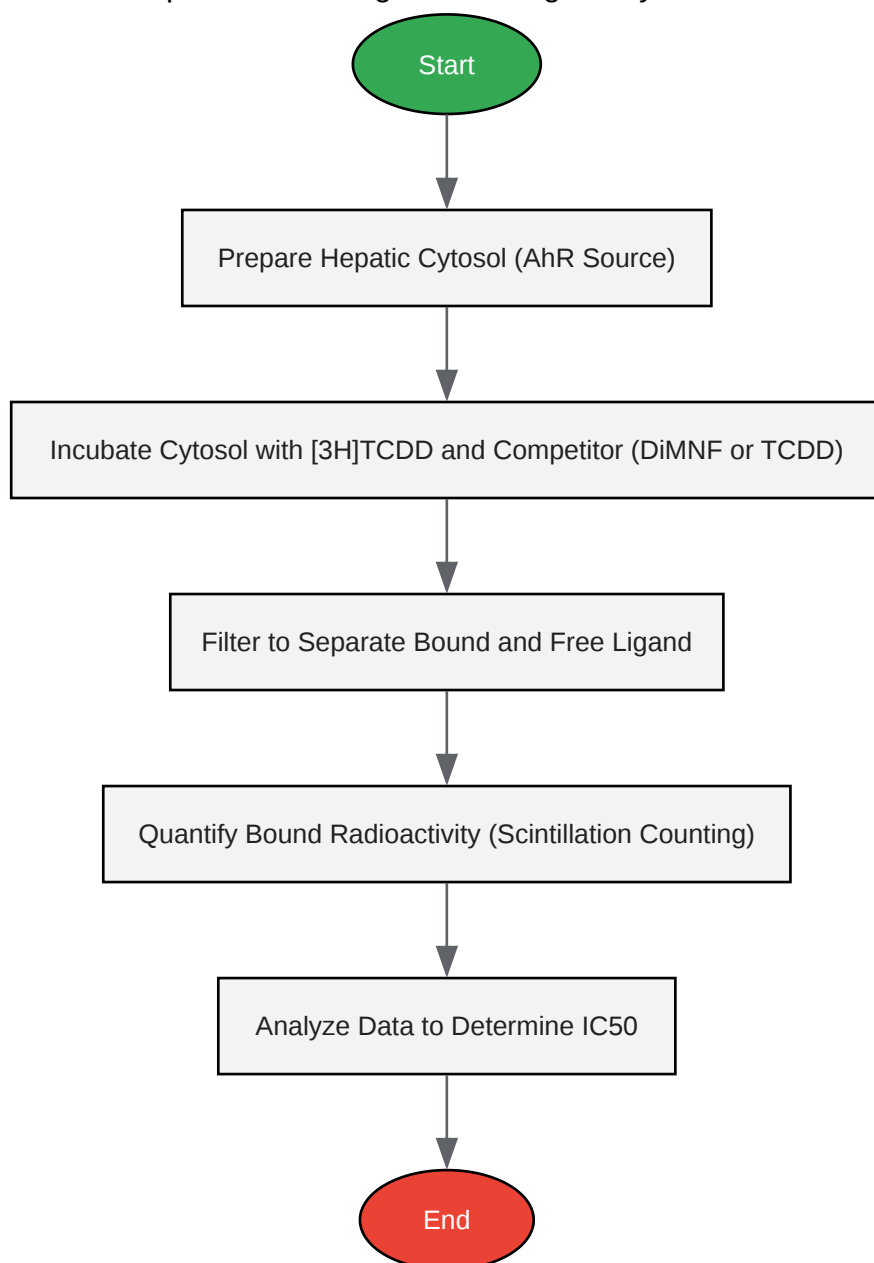 Start
Prepare Hepatic Cytosol (AhR Source)
Incubate Cytosol with [3H]TCDD and Competitor (DiMNF or TCDD)
Filter to Separate Bound and Free Ligand
Quantify Bound Radioactivity (Scintillation Counting)
Analyze Data to Determine IC50
End